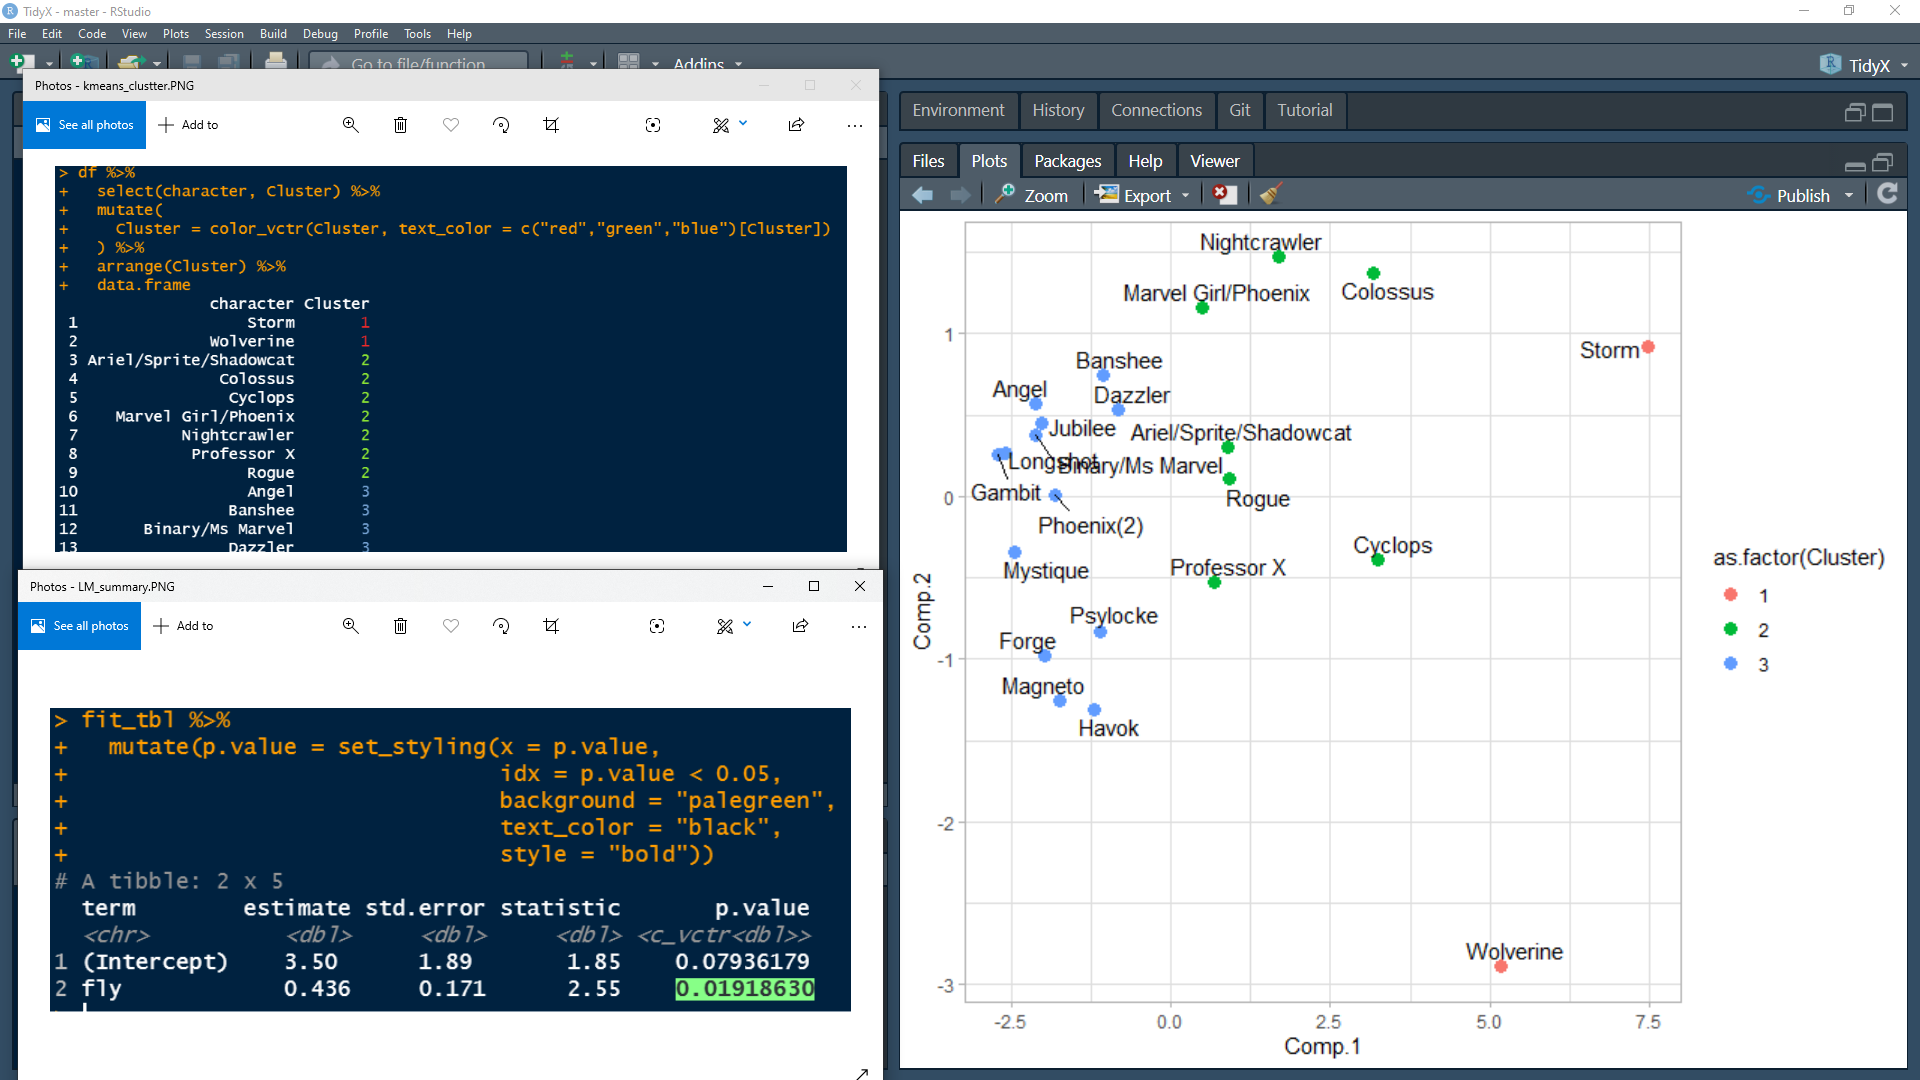 TidyX - master - RStudio
File Edit Code View Plots Session Build Debug Profile Tools Help
Go to file/function
Addins
TidyX
Photos - kmeans_clustter.PNG
See all photos
Add to
> df %>%
+   select(character, Cluster) %>%
+   mutate(
+     Cluster = color_vctr(Cluster, text_color = c("red","green","blue")[Cluster])
+   ) %>%
+   arrange(Cluster) %>%
+   data.frame
character Cluster
1 Storm 1
2 Wolverine 1
3 Ariel/Sprite/Shadowcat 2
4 Colossus 2
5 Cyclops 2
6 Marvel Girl/Phoenix 2
7 Nightcrawler 2
8 Professor X 2
9 Rogue 2
10 Angel 3
11 Banshee 3
12 Binary/Ms Marvel 3
13 Dazzler 3
Photos - LM_summary.PNG
See all photos
Add to
> fit_tbl %>%
+   mutate(p.value = set_styling(x = p.value,
+ idx = p.value < 0.05,
+ background = "palegreen",
+ text_color = "black",
+ style = "bold"))
# A tibble: 2 x 5
term estimate std.error statistic p.value
<chr> <dbl> <dbl> <dbl> <c_vctr<dbl>>
1 (Intercept) 3.50 1.89 1.85 0.07936179
2 fly 0.436 0.171 2.55 0.01918630
Environment History Connections Git Tutorial
Files Plots Packages Help Viewer
Zoom Export Publish
Nightcrawler
Colossus
Marvel Girl/Phoenix
1
Storm
Banshee
Angel
Dazzler
Jubilee
Ariel/Sprite/Shadowcat
Longshot
Binary/Ms Marvel
Gambit
0
Rogue
Phoenix(2)
Cyclops
Mystique
Professor X
Psylocke
Forge
-1
Magneto
Havok
-2
Wolverine
-3
Comp.2
-2.5 0.0 2.5 5.0 7.5
Comp.1
as.factor(Cluster)
1
2
3